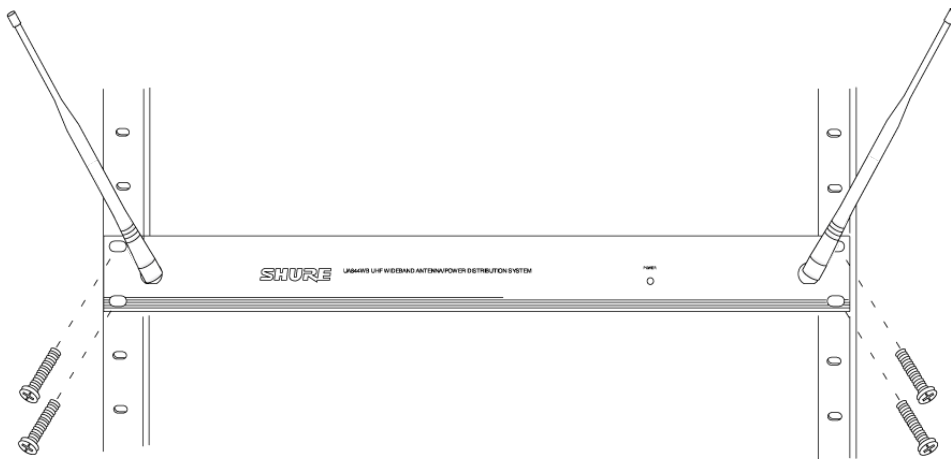 SHURE UA844WB UHF WIDEBAND ANTENNA/POWER DISTRIBUTION SYSTEM
POWER